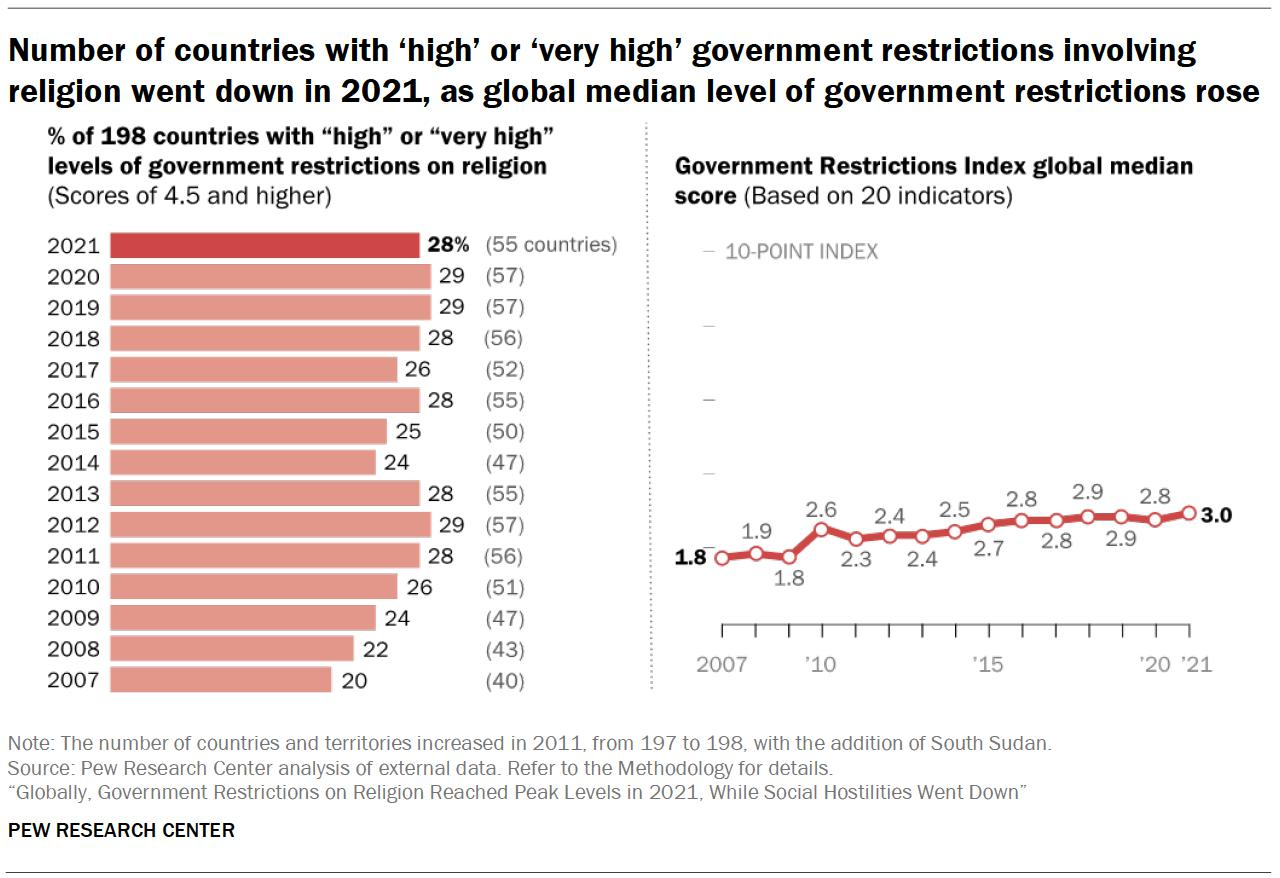 Number of countries with ‘high’ or ‘very high’ government restrictions involving
religion went down in 2021, as global median level of government restrictions rose
% of 198 countries with “high” or “very high”
levels of government restrictions on religion
(Scores of 4.5 and higher)
2021 28% (55 countries)
2020 29 (57)
2019 29 (57)
2018 28 (56)
2017 26 (52)
2016 28 (55)
2015 25 (50)
2014 24 (47)
2013 28 (55)
2012 29 (57)
2011 28 (56)
2010 26 (51)
2009 24 (47)
2008 22 (43)
2007 20 (40)
Government Restrictions Index global median
score (Based on 20 indicators)
10-POINT INDEX
1.8 1.9 1.8 2.6 2.3 2.4 2.4 2.5 2.7 2.8 2.8 2.9 2.9 2.8 3.0
2007 ’10 ’15 ’20 ’21
Note: The number of countries and territories increased in 2011, from 197 to 198, with the addition of South Sudan.
Source: Pew Research Center analysis of external data. Refer to the Methodology for details.
“Globally, Government Restrictions on Religion Reached Peak Levels in 2021, While Social Hostilities Went Down”
PEW RESEARCH CENTER